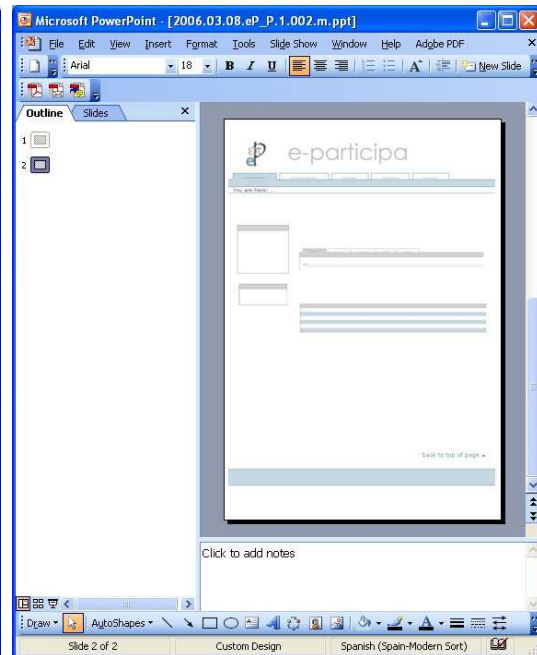 Microsoft PowerPoint - [2006.03.08.eP_P.1.002.m.ppt]
File Edit View Insert Format Tools Slide Show Window Help Adobe PDF
Arial 18 B I U New Slide
Outline Slides
1
2
eP e-participa
You are here: ...
back to top of page
Click to add notes
Draw AutoShapes
Slide 2 of 2 Custom Design Spanish (Spain-Modern Sort)